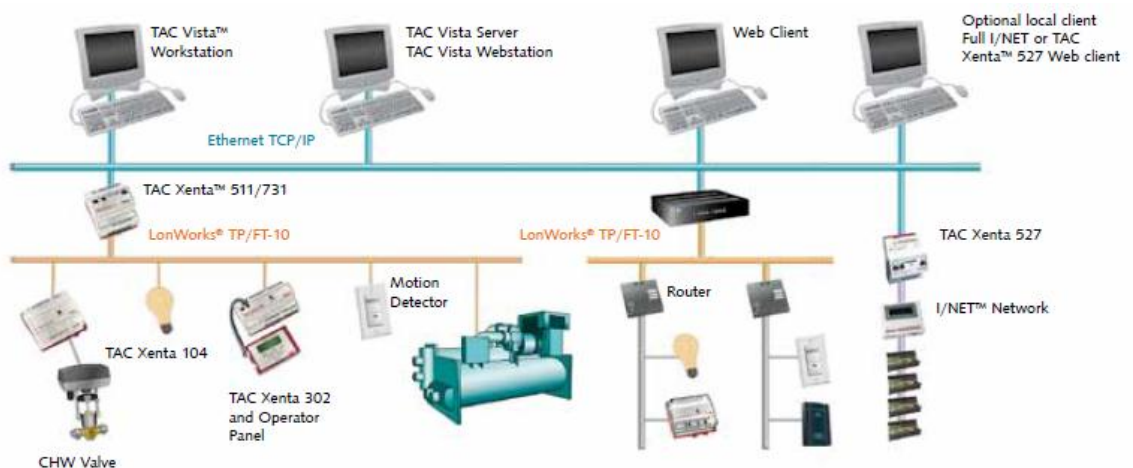 TAC Vista™
Workstation
TAC Vista Server
TAC Vista Webstation
Web Client
Optional local client
Full I/NET or TAC
Xenta™ 527 Web client
Ethernet TCP/IP
TAC Xenta™ 511/731
LonWorks® TP/FT-10
LonWorks® TP/FT-10
TAC Xenta 527
Motion
Detector
Router
I/NET™ Network
TAC Xenta 104
TAC Xenta 302
and Operator
Panel
CHW Valve